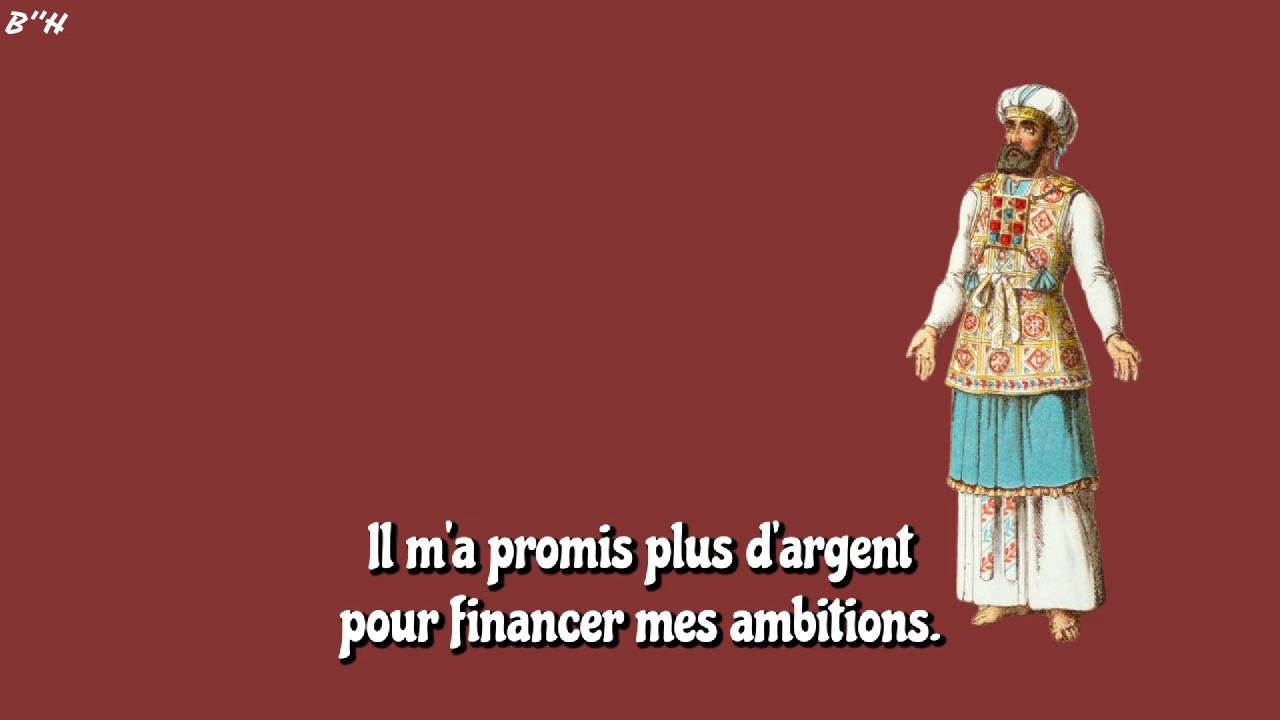 B"H
Il m'a promis plus d'argent
pour financer mes ambitions.